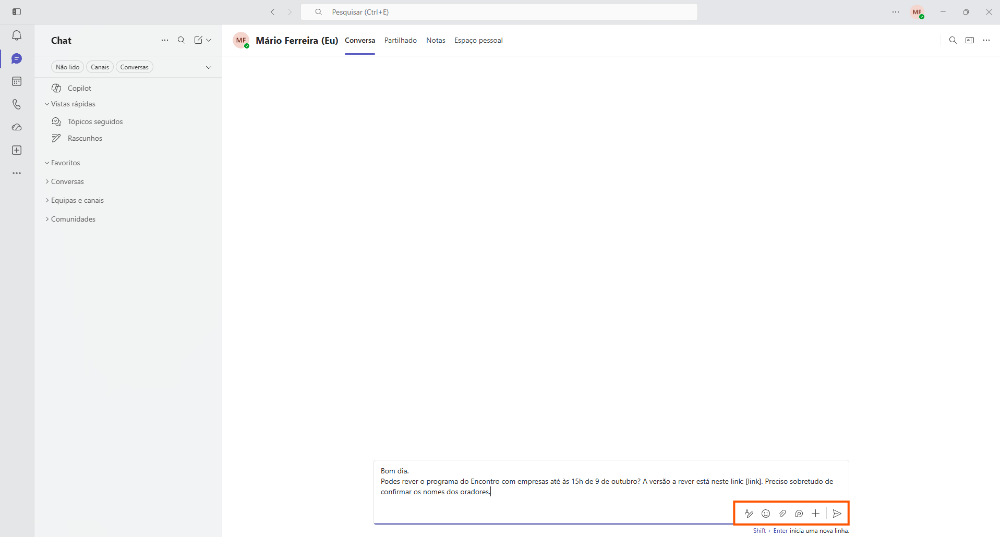 Pesquisar (Ctrl+E)
MF
Chat
MF
Mário Ferreira (Eu)
Conversa
Partilhado
Notas
Espaço pessoal
Não lido
Canais
Conversas
Copilot
Vistas rápidas
Tópicos seguidos
Rascunhos
Favoritos
Conversas
Equipas e canais
Comunidades
Bom dia.
Podes rever o programa do Encontro com empresas até às 15h de 9 de outubro? A versão a rever está neste link: [link]. Preciso sobretudo de
confirmar os nomes dos oradores.
Shift + Enter inicia uma nova linha.